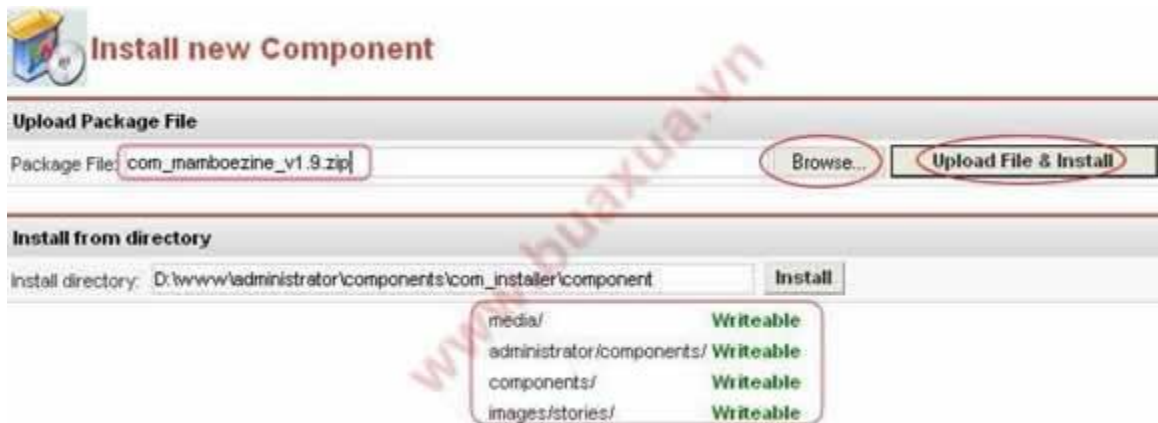 Install new Component
Upload Package File
Package File: com_mamboezine_v1.9.zip Browse... Upload File & Install
Install from directory
Install directory: D:\www\administrator\components\com_installer\component Install
media/ Writeable
administrator/components/ Writeable
components/ Writeable
images/stories/ Writeable
www.buaxua.vn